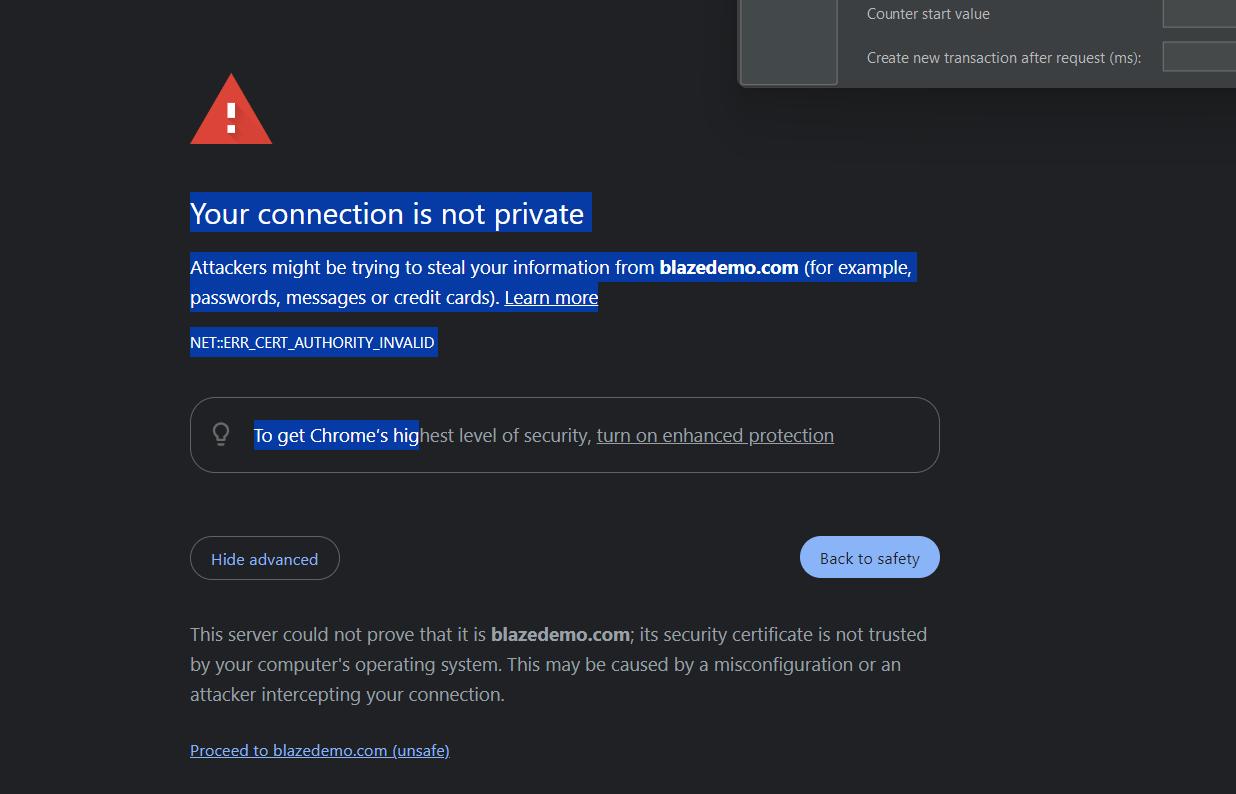 Counter start value
Create new transaction after request (ms):
Your connection is not private
Attackers might be trying to steal your information from blazedemo.com (for example,
passwords, messages or credit cards). Learn more
NET::ERR_CERT_AUTHORITY_INVALID
To get Chrome's highest level of security, turn on enhanced protection
Hide advanced
Back to safety
This server could not prove that it is blazedemo.com; its security certificate is not trusted
by your computer's operating system. This may be caused by a misconfiguration or an
attacker intercepting your connection.
Proceed to blazedemo.com (unsafe)